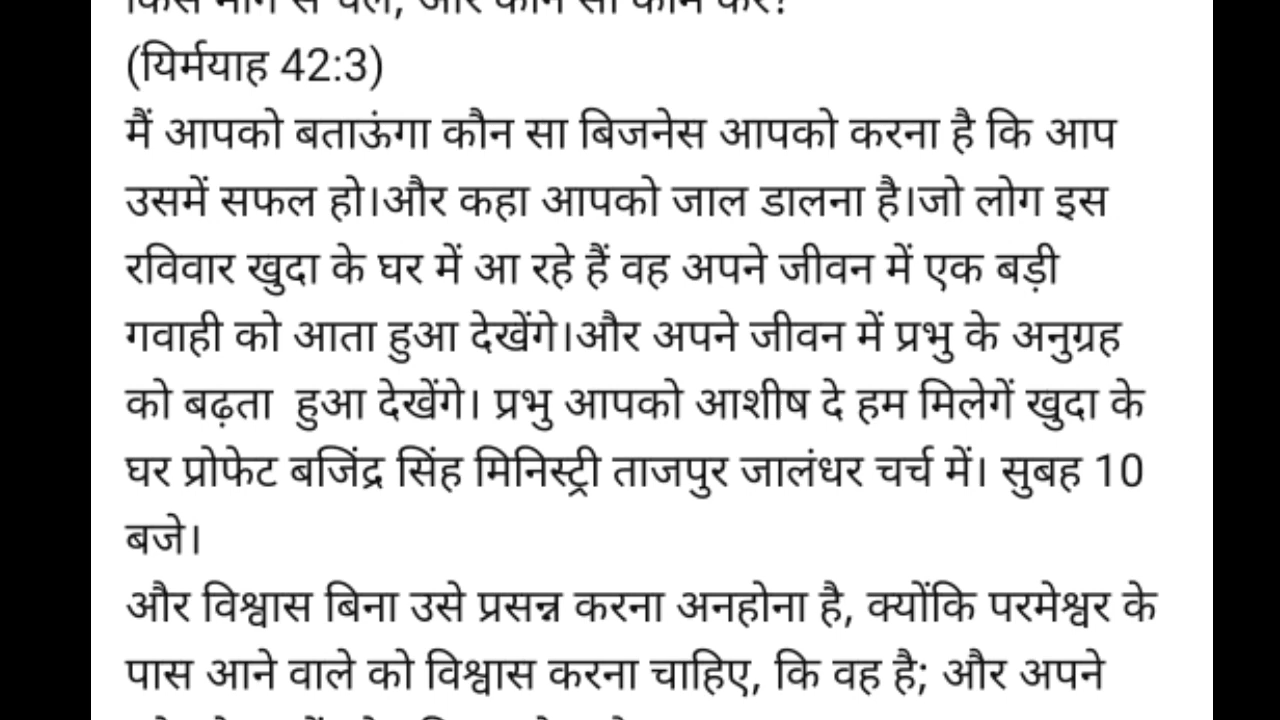 किस मार्ग से चलें, और कौन सा काम करें?
(यिर्मयाह 42:3)
मैं आपको बताऊंगा कौन सा बिजनेस आपको करना है कि आप
उसमें सफल हो।और कहा आपको जाल डालना है।जो लोग इस
रविवार खुदा के घर में आ रहे हैं वह अपने जीवन में एक बड़ी
गवाही को आता हुआ देखेंगे।और अपने जीवन में प्रभु के अनुग्रह
को बढ़ता  हुआ देखेंगे। प्रभु आपको आशीष दे हम मिलेगें खुदा के
घर प्रोफेट बजिंद्र सिंह मिनिस्ट्री ताजपुर जालंधर चर्च में। सुबह 10
बजे।
और विश्वास बिना उसे प्रसन्न करना अनहोना है, क्योंकि परमेश्वर के
पास आने वाले को विश्वास करना चाहिए, कि वह है; और अपने